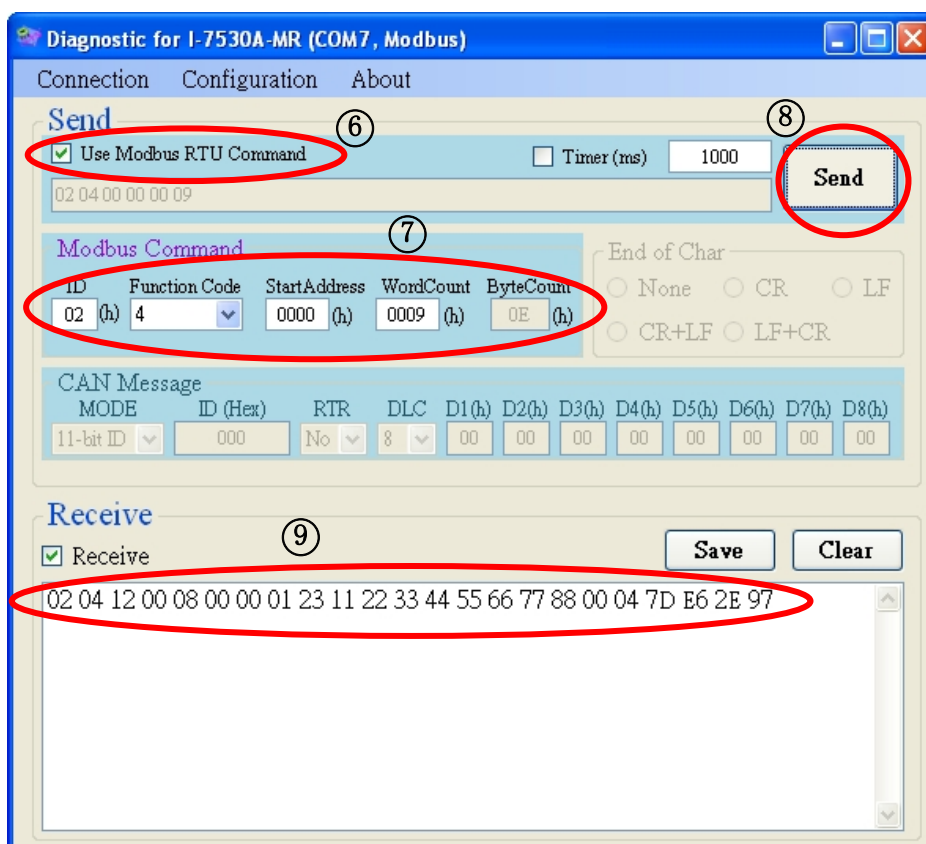 Diagnostic for I-7530A-MR (COM7, Modbus)
Connection Configuration About
Send
⑥ ⑧
Use Modbus RTU Command Timer (ms) 1000 Send
02 04 00 00 00 09
⑦
Modbus Command End of Char
ID Function Code StartAddress WordCount ByteCount
None CR LF
02 (h) 4 0000 (h) 0009 (h) 0E (h)
CR+LF LF+CR
CAN Message
MODE ID (Hex) RTR DLC D1(h) D2(h) D3(h) D4(h) D5(h) D6(h) D7(h) D8(h)
11-bit ID 000 No 8 00 00 00 00 00 00 00 00
Receive
⑨
Receive Save Clear
02 04 12 00 08 00 00 01 23 11 22 33 44 55 66 77 88 00 04 7D E6 2E 97